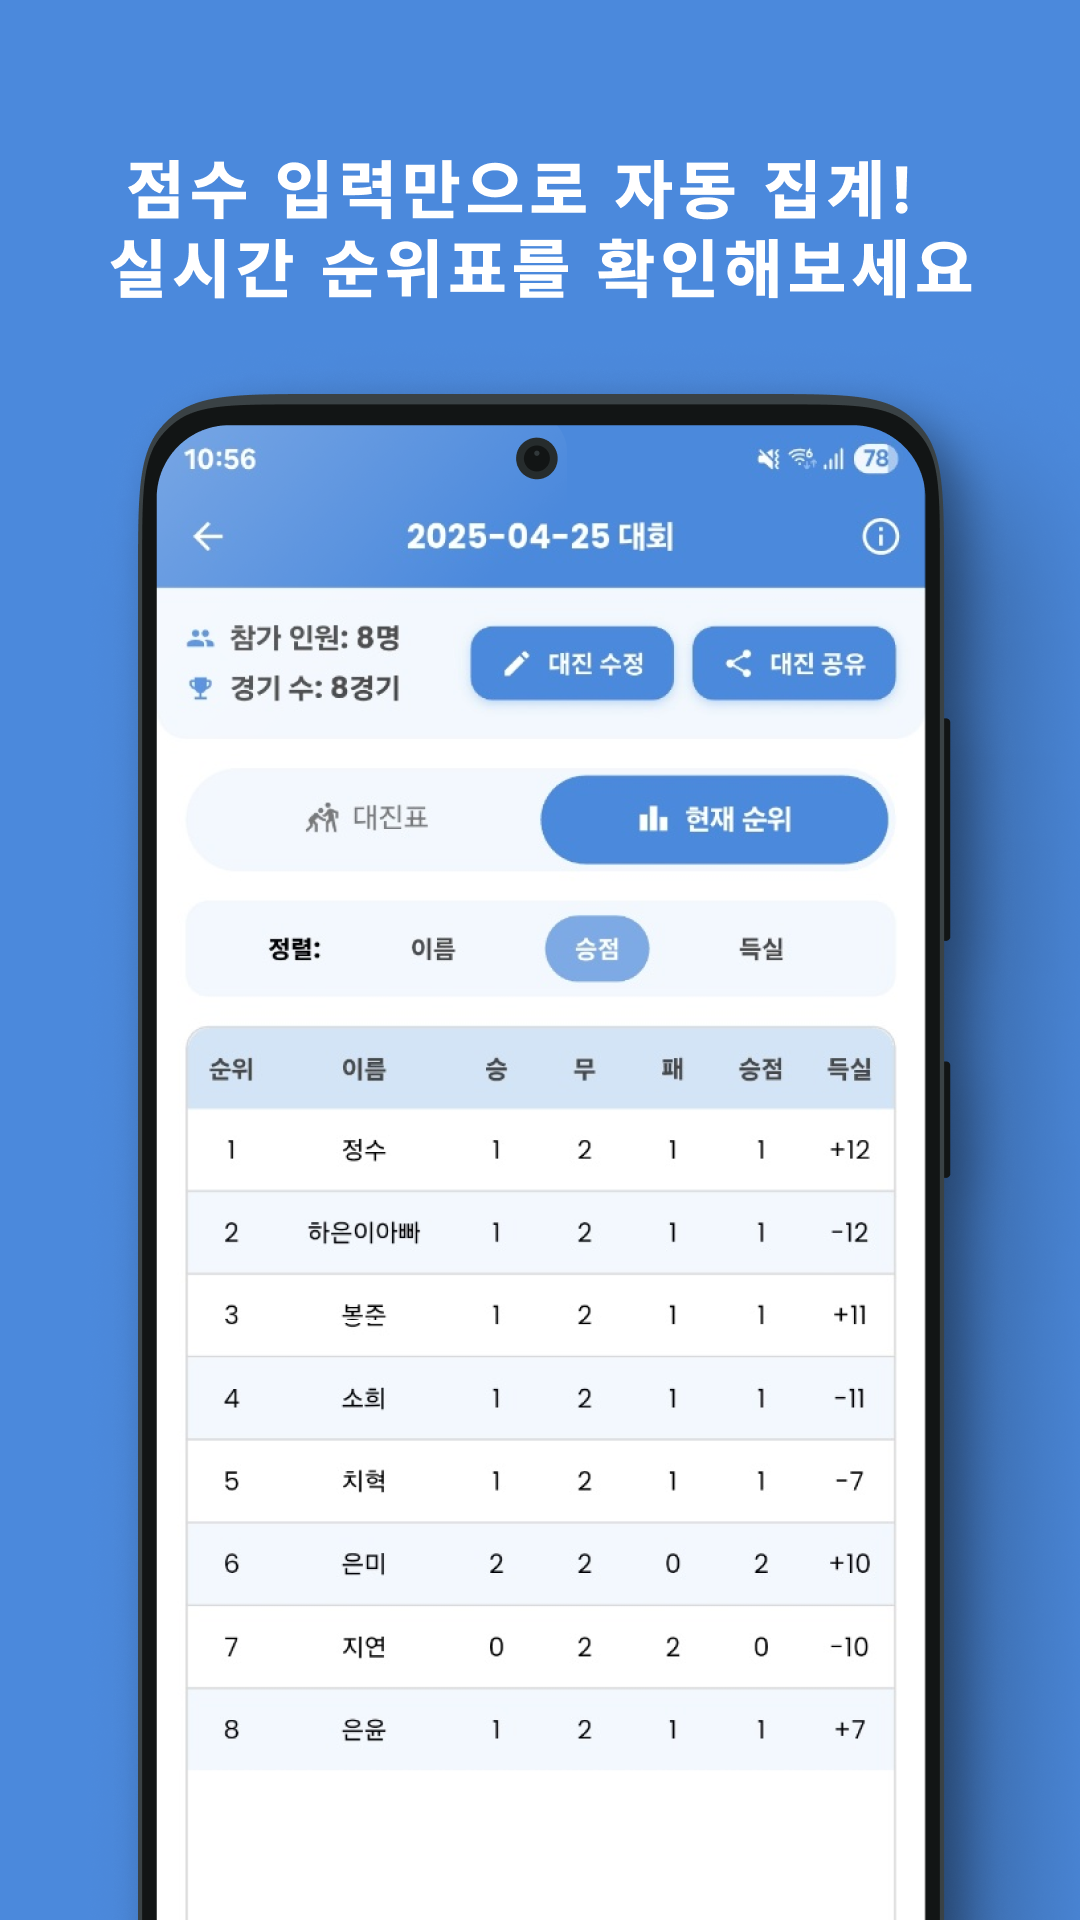 점수 입력만으로 자동 집계!
실시간 순위표를 확인해보세요
10:56
78
2025-04-25 대회
참가 인원: 8명
경기 수: 8경기
대진 수정
대진 공유
대진표
현재 순위
정렬: 이름 승점 득실
순위 이름 승 무 패 승점 득실
1 정수 1 2 1 1 +12
2 하은이아빠 1 2 1 1 -12
3 봉준 1 2 1 1 +11
4 소희 1 2 1 1 -11
5 치혁 1 2 1 1 -7
6 은미 2 2 0 2 +10
7 지연 0 2 2 0 -10
8 은윤 1 2 1 1 +7